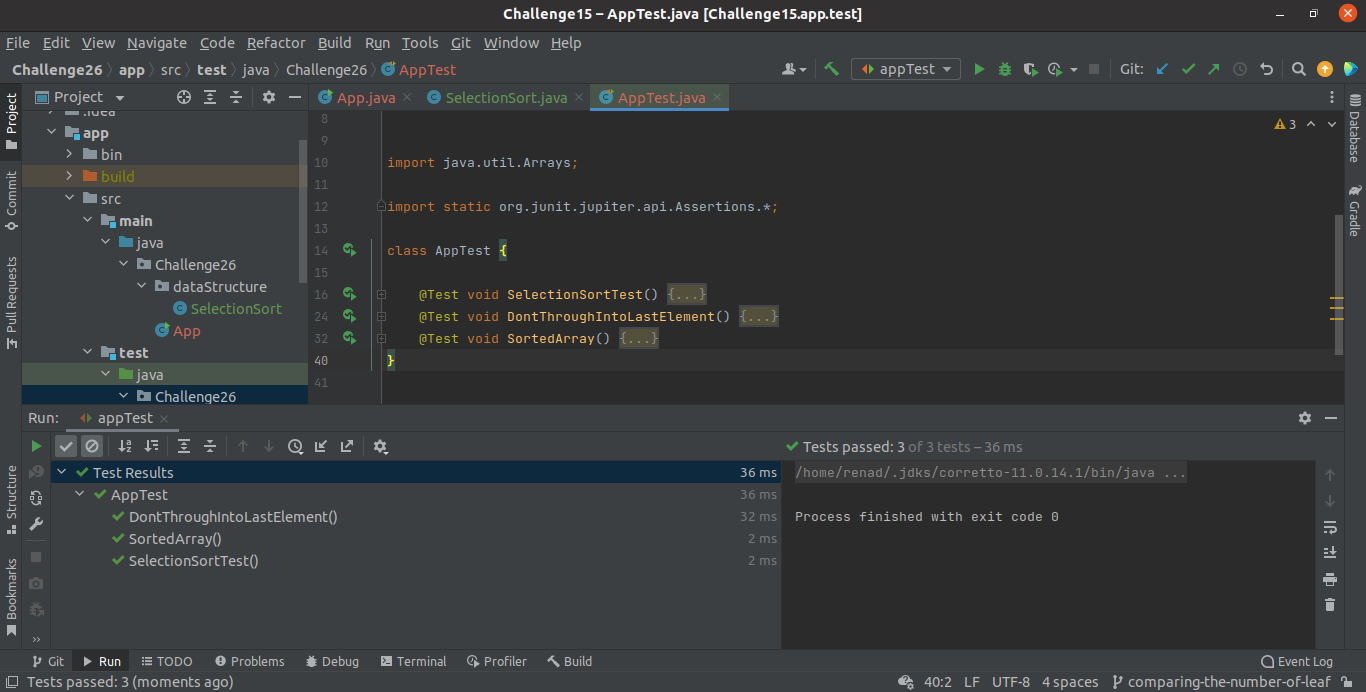 Challenge15 – AppTest.java [Challenge15.app.test]
File Edit View Navigate Code Refactor Build Run Tools Git Window Help
Challenge26 app src test java Challenge26 AppTest
appTest
Git:
Project
App.java SelectionSort.java AppTest.java
Project
Commit
Pull Requests
Structure
Bookmarks
.idea
app
bin
build
src
main
java
Challenge26
dataStructure
SelectionSort
App
test
java
Challenge26
3
8
9
10 import java.util.Arrays;
11
12 import static org.junit.jupiter.api.Assertions.*;
13
14 class AppTest {
15
16 @Test void SelectionSortTest() {...}
24 @Test void DontThroughIntoLastElement() {...}
32 @Test void SortedArray() {...}
40 }
41
Database
Gradle
Run: appTest
Tests passed: 3 of 3 tests – 36 ms
Test Results 36 ms
AppTest 36 ms
DontThroughIntoLastElement() 32 ms
SortedArray() 2 ms
SelectionSortTest() 2 ms
/home/renad/.jdks/corretto-11.0.14.1/bin/java ...
Process finished with exit code 0
Git Run TODO Problems Debug Terminal Profiler Build Event Log
Tests passed: 3 (moments ago) 40:2 LF UTF-8 4 spaces comparing-the-number-of-leaf